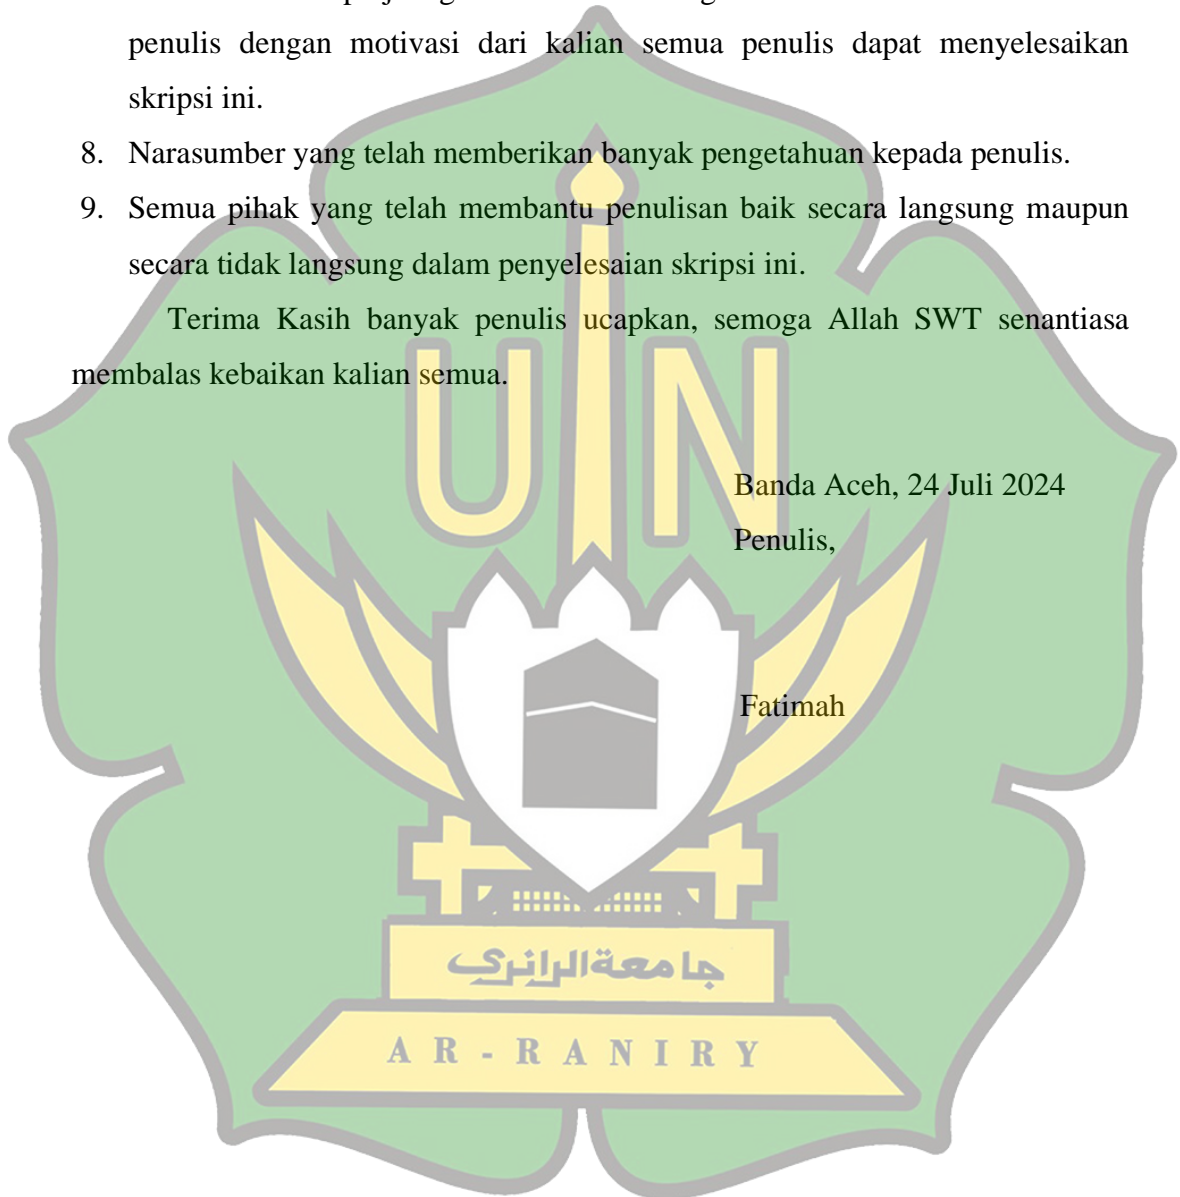 penulis dengan motivasi dari kalian semua penulis dapat menyelesaikan
skripsi ini.
8. Narasumber yang telah memberikan banyak pengetahuan kepada penulis.
9. Semua pihak yang telah membantu penulisan baik secara langsung maupun
secara tidak langsung dalam penyelesaian skripsi ini.
Terima Kasih banyak penulis ucapkan, semoga Allah SWT senantiasa
membalas kebaikan kalian semua.
UIN
Banda Aceh, 24 Juli 2024
Penulis,
Fatimah
جامعة الرانري
AR-RANIRY